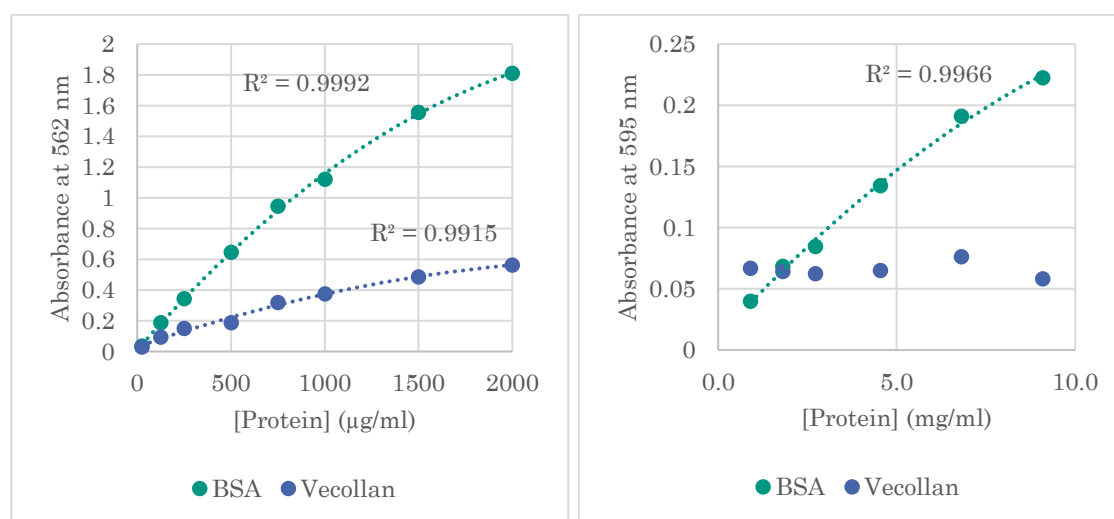 2
1.8
1.6
1.4
1.2
1
0.8
0.6
0.4
0.2
0
Absorbance at 562 nm
R² = 0.9992
R² = 0.9915
0 500 1000 1500 2000
[Protein] (µg/ml)
BSA Vecollan
0.25
0.2
0.15
0.1
0.05
0
Absorbance at 595 nm
R² = 0.9966
0.0 5.0 10.0
[Protein] (mg/ml)
BSA Vecollan